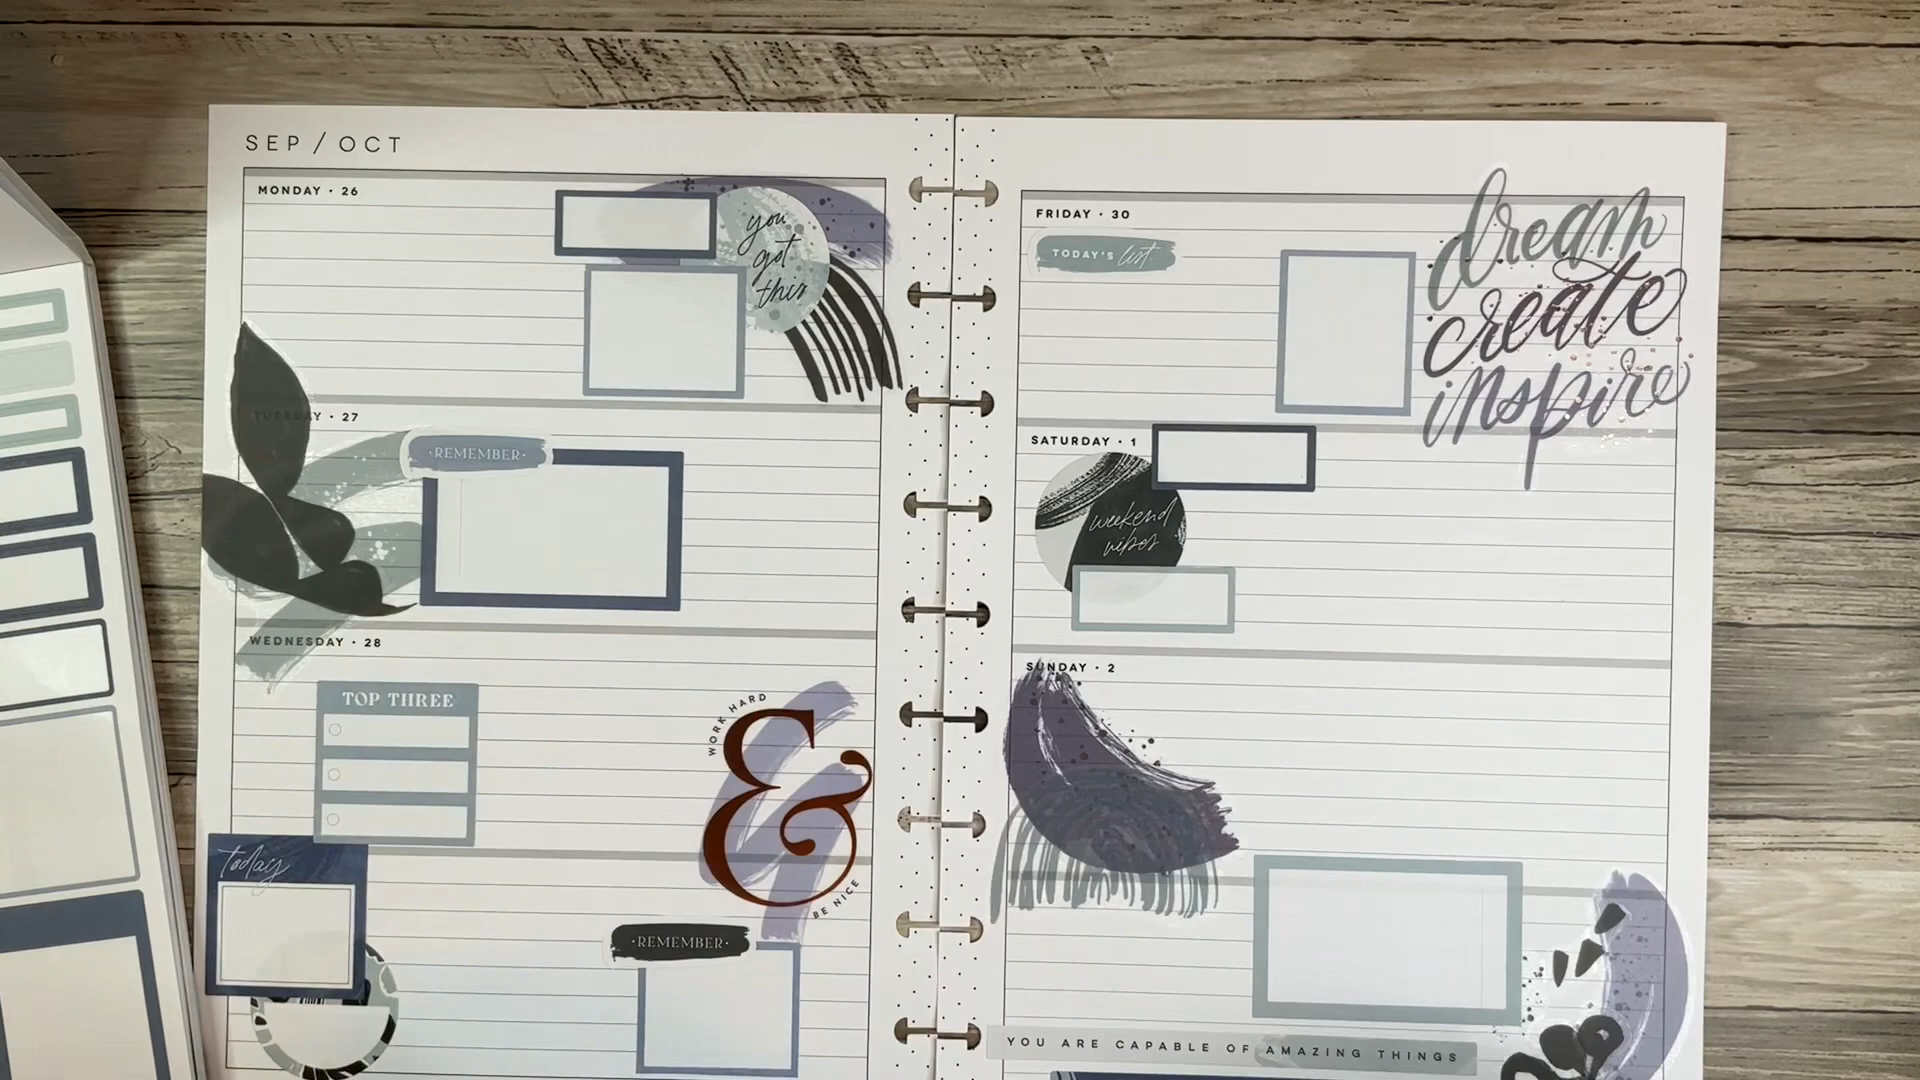 SEP / OCT
MONDAY · 26
you
got
this
TUESDAY · 27
·REMEMBER·
WEDNESDAY · 28
TOP THREE
WORK HARD
&
BE NICE
today
·REMEMBER·
FRIDAY · 30
TODAY'S list
dream
create
inspire
SATURDAY · 1
weekend
vibes
SUNDAY · 2
YOU ARE CAPABLE OF AMAZING THINGS